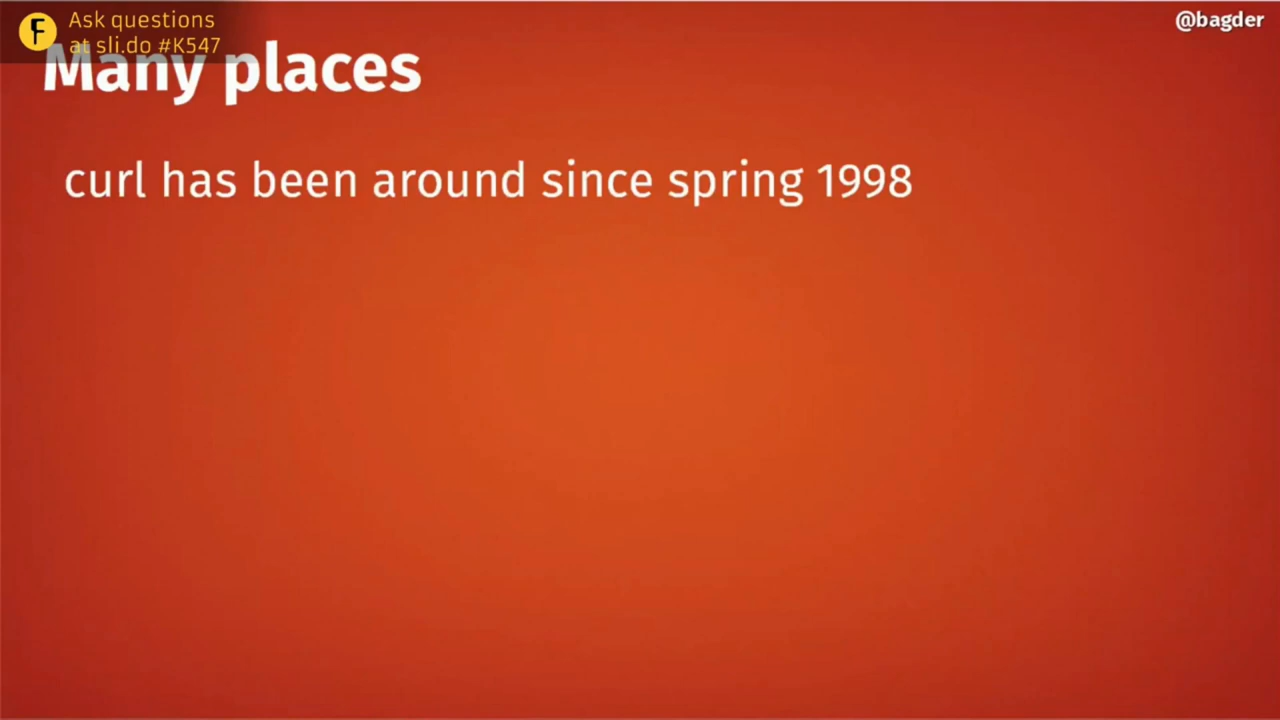 Ask questions
at sli.do #K547
@bagder
Many places
curl has been around since spring 1998